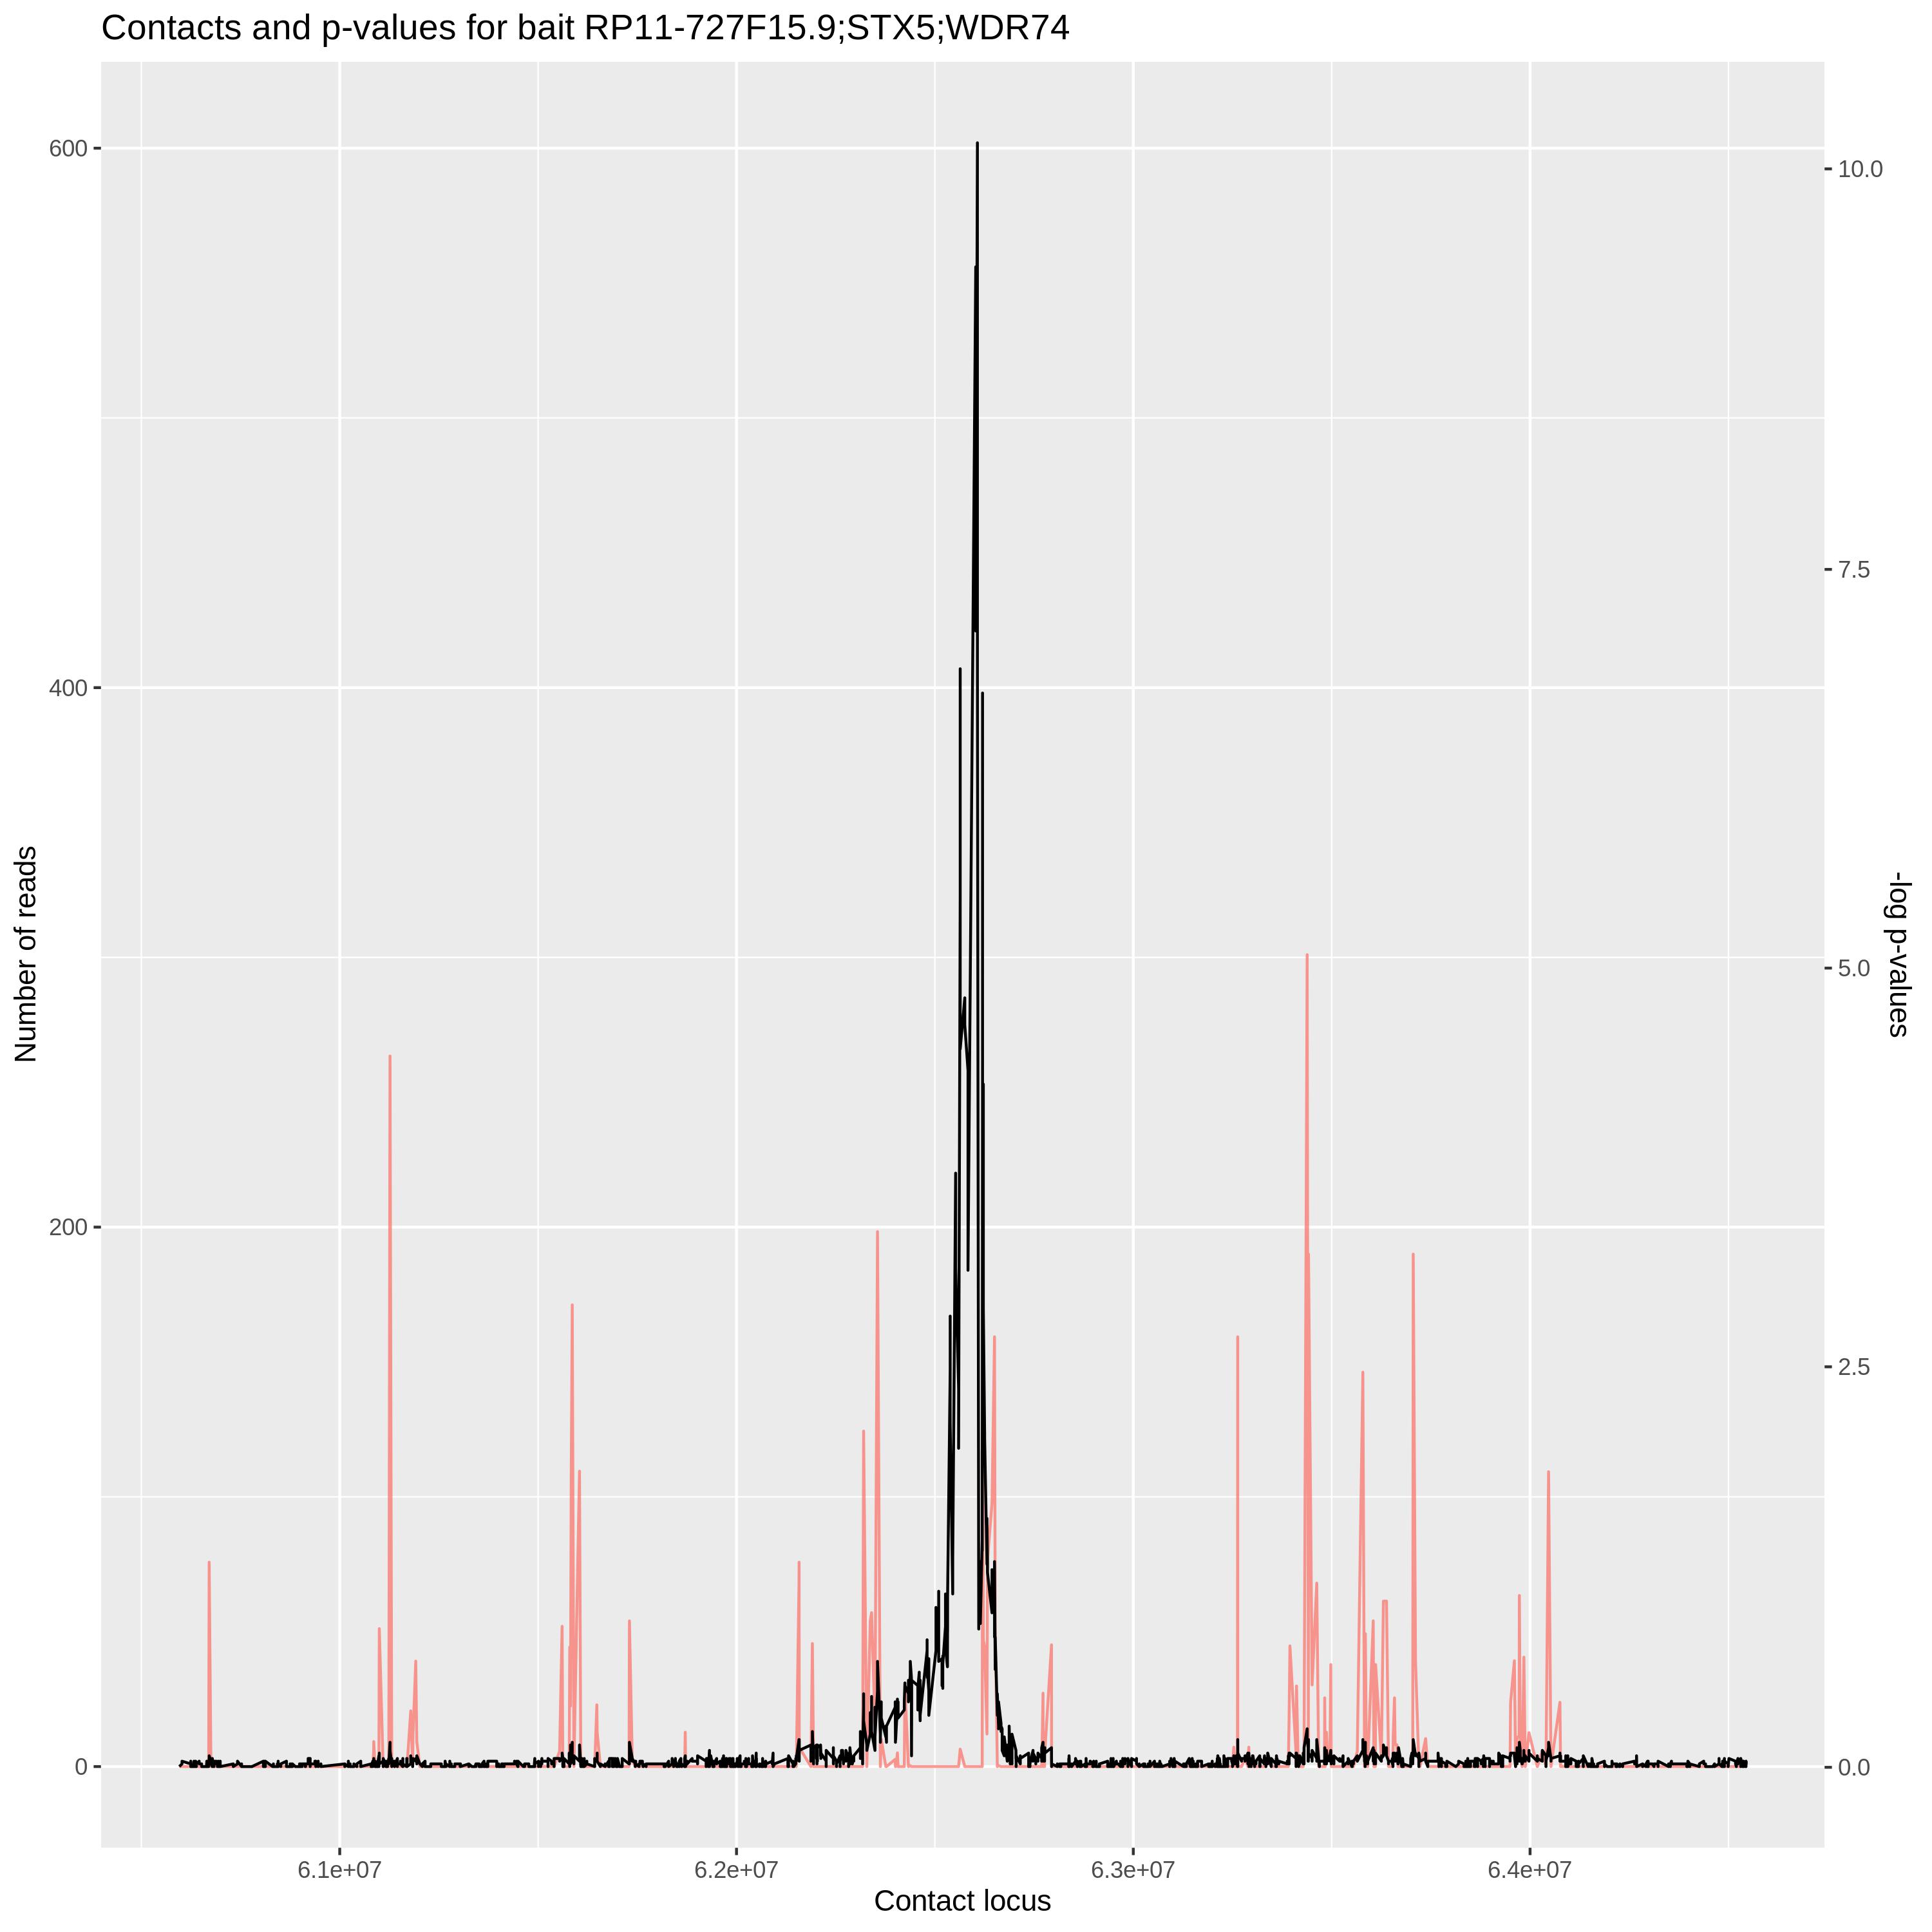 Contacts and p-values for bait RP11-727F15.9;STX5;WDR74
600
400
200
0
Number of reads
10.0
7.5
5.0
2.5
0.0
-log p-values
6.1e+07
6.2e+07
6.3e+07
6.4e+07
Contact locus